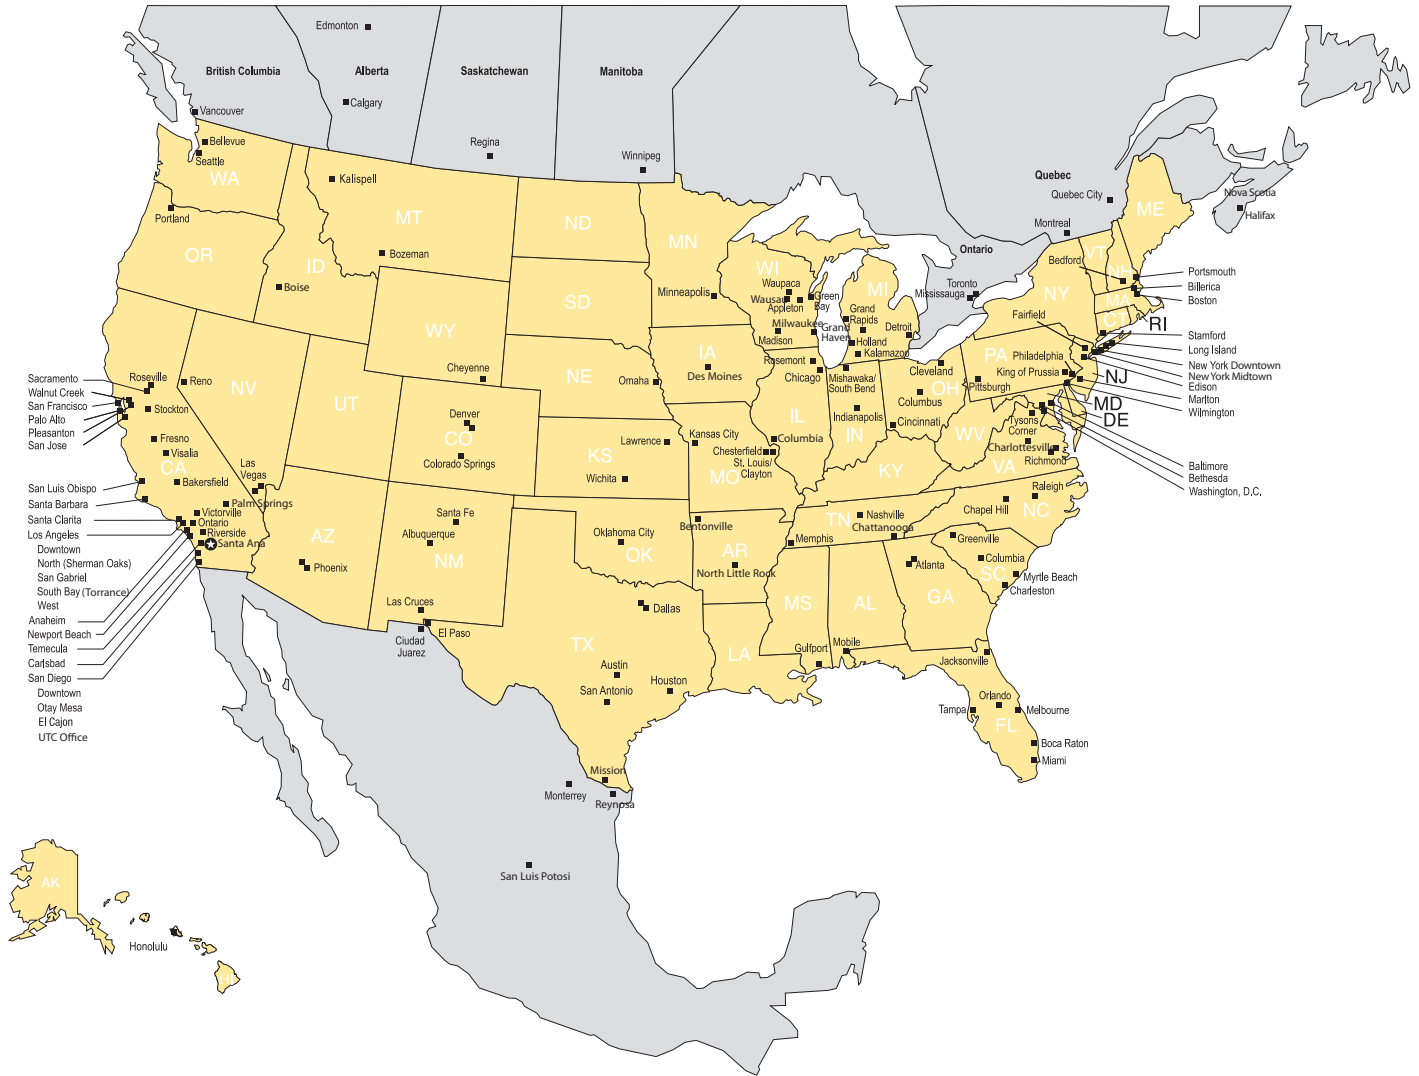 Edmonton
British Columbia
Alberta
Saskatchewan
Manitoba
Vancouver
Calgary
Regina
Winnipeg
Quebec
Quebec City
Nova Scotia
Halifax
Montreal
Ontario
Toronto
Mississauga
Bellevue
Seattle
WA
Kalispell
Portland
MT
ND
MN
ME
OR
ID
Bozeman
Boise
SD
Minneapolis
WI
Waupaca
Wausau
Appleton
Green
Bay
Milwaukee
Madison
MI
Grand
Rapids
Grand
Haven
Detroit
Holland
Kalamazoo
Bedford
VT
NH
NY
MA
CT
RI
Fairfield
Portsmouth
Billerica
Boston
Stamford
Long Island
New York Downtown
New York Midtown
Edison
Marlton
Wilmington
WY
Cheyenne
NE
IA
Des Moines
Omaha
Rosemont
Chicago
Mishawaka/
South Bend
Cleveland
PA
Philadelphia
King of Prussia
Pittsburgh
NJ
MD
DE
OH
Columbus
Cincinnati
IL
Indianapolis
IN
Sacramento
Walnut Creek
San Francisco
Palo Alto
Pleasanton
San Jose
Roseville
Reno
NV
UT
Stockton
Fresno
Visalia
CA
Bakersfield
Las
Vegas
Palm Springs
Denver
CO
Colorado Springs
KS
Lawrence
Wichita
Kansas City
Columbia
Chesterfield
St. Louis/
Clayton
MO
KY
WV
Tysons
Corner
Charlottesville
VA
Richmond
Baltimore
Bethesda
Washington, D.C.
San Luis Obispo
Santa Barbara
Santa Clarita
Los Angeles
Downtown
North (Sherman Oaks)
San Gabriel
South Bay (Torrance)
West
Anaheim
Newport Beach
Temecula
Carlsbad
San Diego
Downtown
Otay Mesa
El Cajon
UTC Office
Victorville
Ontario
Riverside
Santa Ana
AZ
Phoenix
Santa Fe
Albuquerque
NM
Las Cruces
El Paso
Ciudad
Juarez
Oklahoma City
OK
Bentonville
AR
North Little Rock
TN
Nashville
Chattanooga
Memphis
Raleigh
Chapel Hill
NC
Greenville
Columbia
SC
Myrtle Beach
Charleston
Atlanta
GA
MS
AL
Dallas
TX
LA
Gulfport
Mobile
Austin
San Antonio
Houston
Jacksonville
Orlando
Tampa
Melbourne
FL
Boca Raton
Miami
Mission
Monterrey
Reynosa
San Luis Potosi
AK
Honolulu
HI